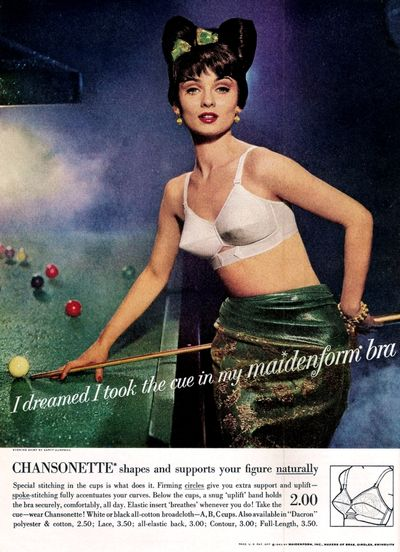 I dreamed I took the cue in my maidenform® bra
CHANSONETTE* shapes and supports your figure naturally
Special stitching in the cups is what does it. Firming circles give you extra support and uplift—
spoke-stitching fully accentuates your curves. Below the cups, a snug 'uplift' band holds
the bra securely, comfortably, all day. Elastic insert 'breathes' whenever you do! Take the
cue—wear Chansonette! White or black all-cotton broadcloth—A, B, C cups. Also available in "Dacron"
polyester & cotton, 2.50; Lace, 3.50; all-elastic back, 3.00; Contour, 3.00; Full-Length, 3.50.
2.00